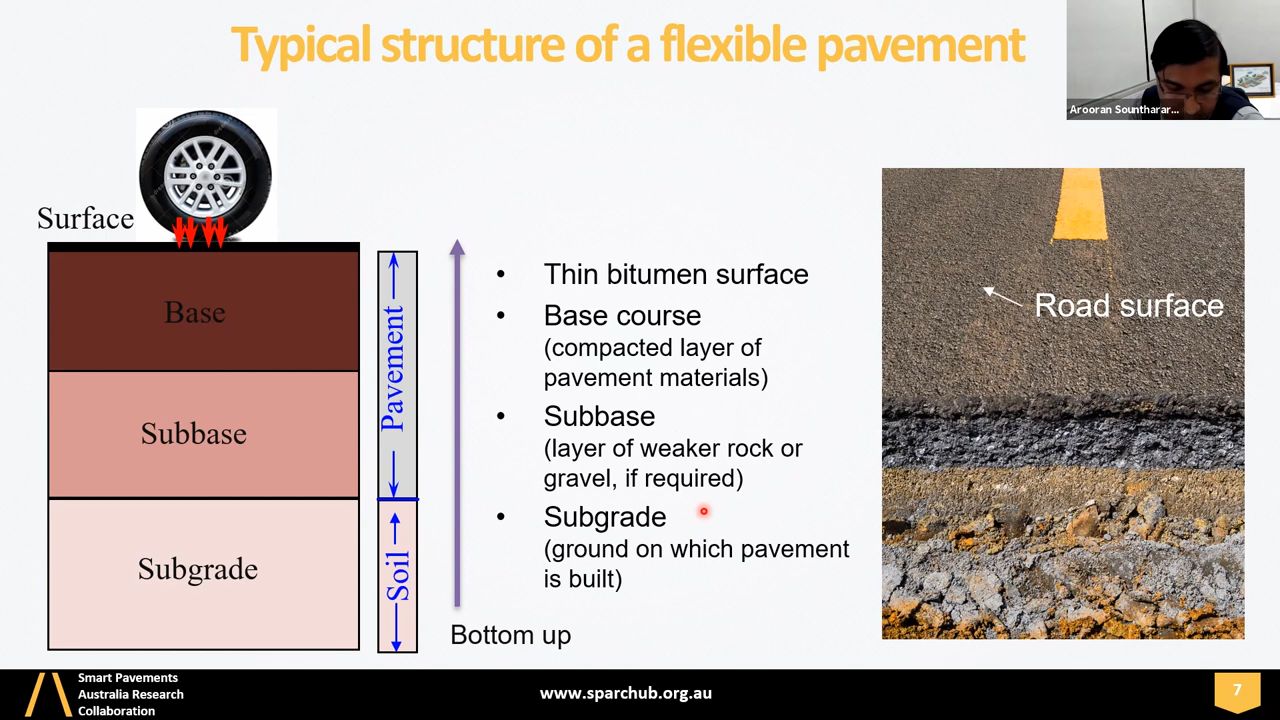 Typical structure of a flexible pavement
Arooran Sountharar...
Surface
Base
Subbase
Subgrade
Pavement
Soil
• Thin bitumen surface
• Base course
(compacted layer of
pavement materials)
• Subbase
(layer of weaker rock or
gravel, if required)
• Subgrade
(ground on which pavement
is built)
Bottom up
Road surface
Smart Pavements
Australia Research
Collaboration
www.sparchub.org.au
7